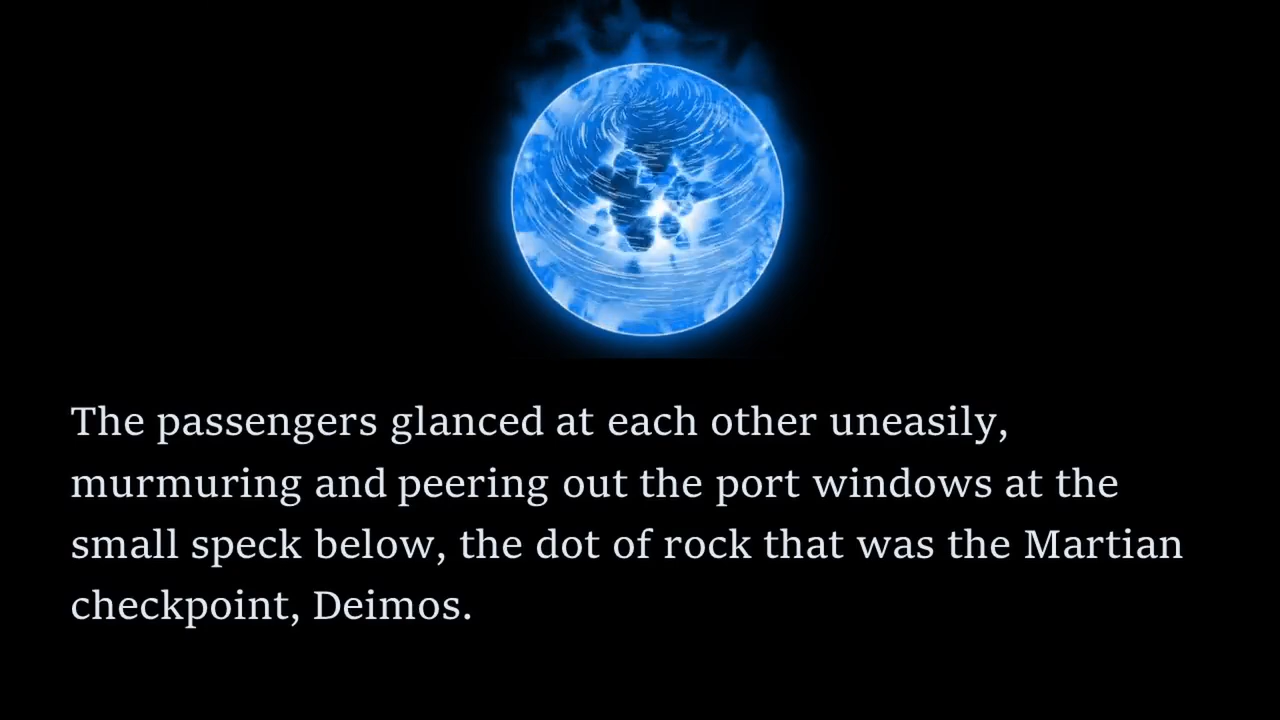 The passengers glanced at each other uneasily,
murmuring and peering out the port windows at the
small speck below, the dot of rock that was the Martian
checkpoint, Deimos.